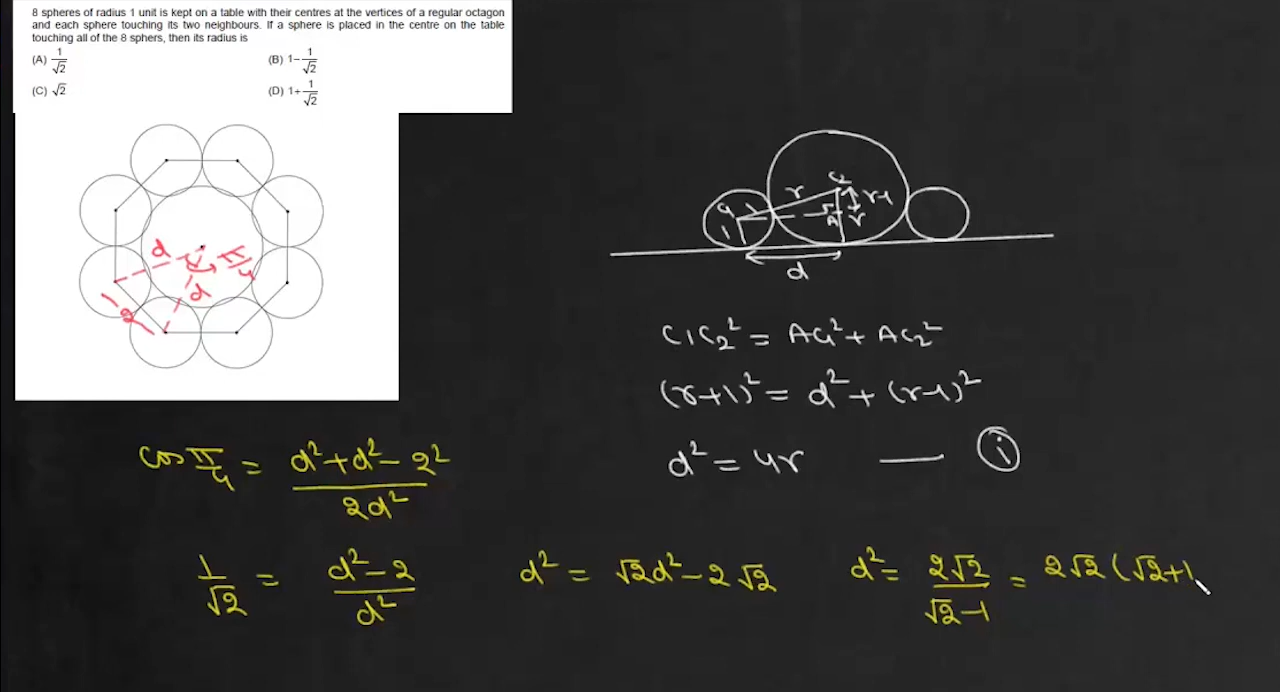 8 spheres of radius 1 unit is kept on a table with their centres at the vertices of a regular octagon
and each sphere touching its two neighbours. If a sphere is placed in the centre on the table
touching all of the 8 sphers, then its radius is
(A) 1/√2 (B) 1-1/√2
(C) √2 (D) 1+1/√2
d π/4
d
2
C1 1 r C2 r-1
1 A r
d
C1C2² = AC1² + AC2²
(r+1)² = d² + (r-1)²
d² = 4r — (i)
cos π/4 = (d²+d²-2²)/(2d²)
1/√2 = (d²-2)/d² d² = √2d² - 2√2 d² = 2√2/(√2-1) = 2√2(√2+1